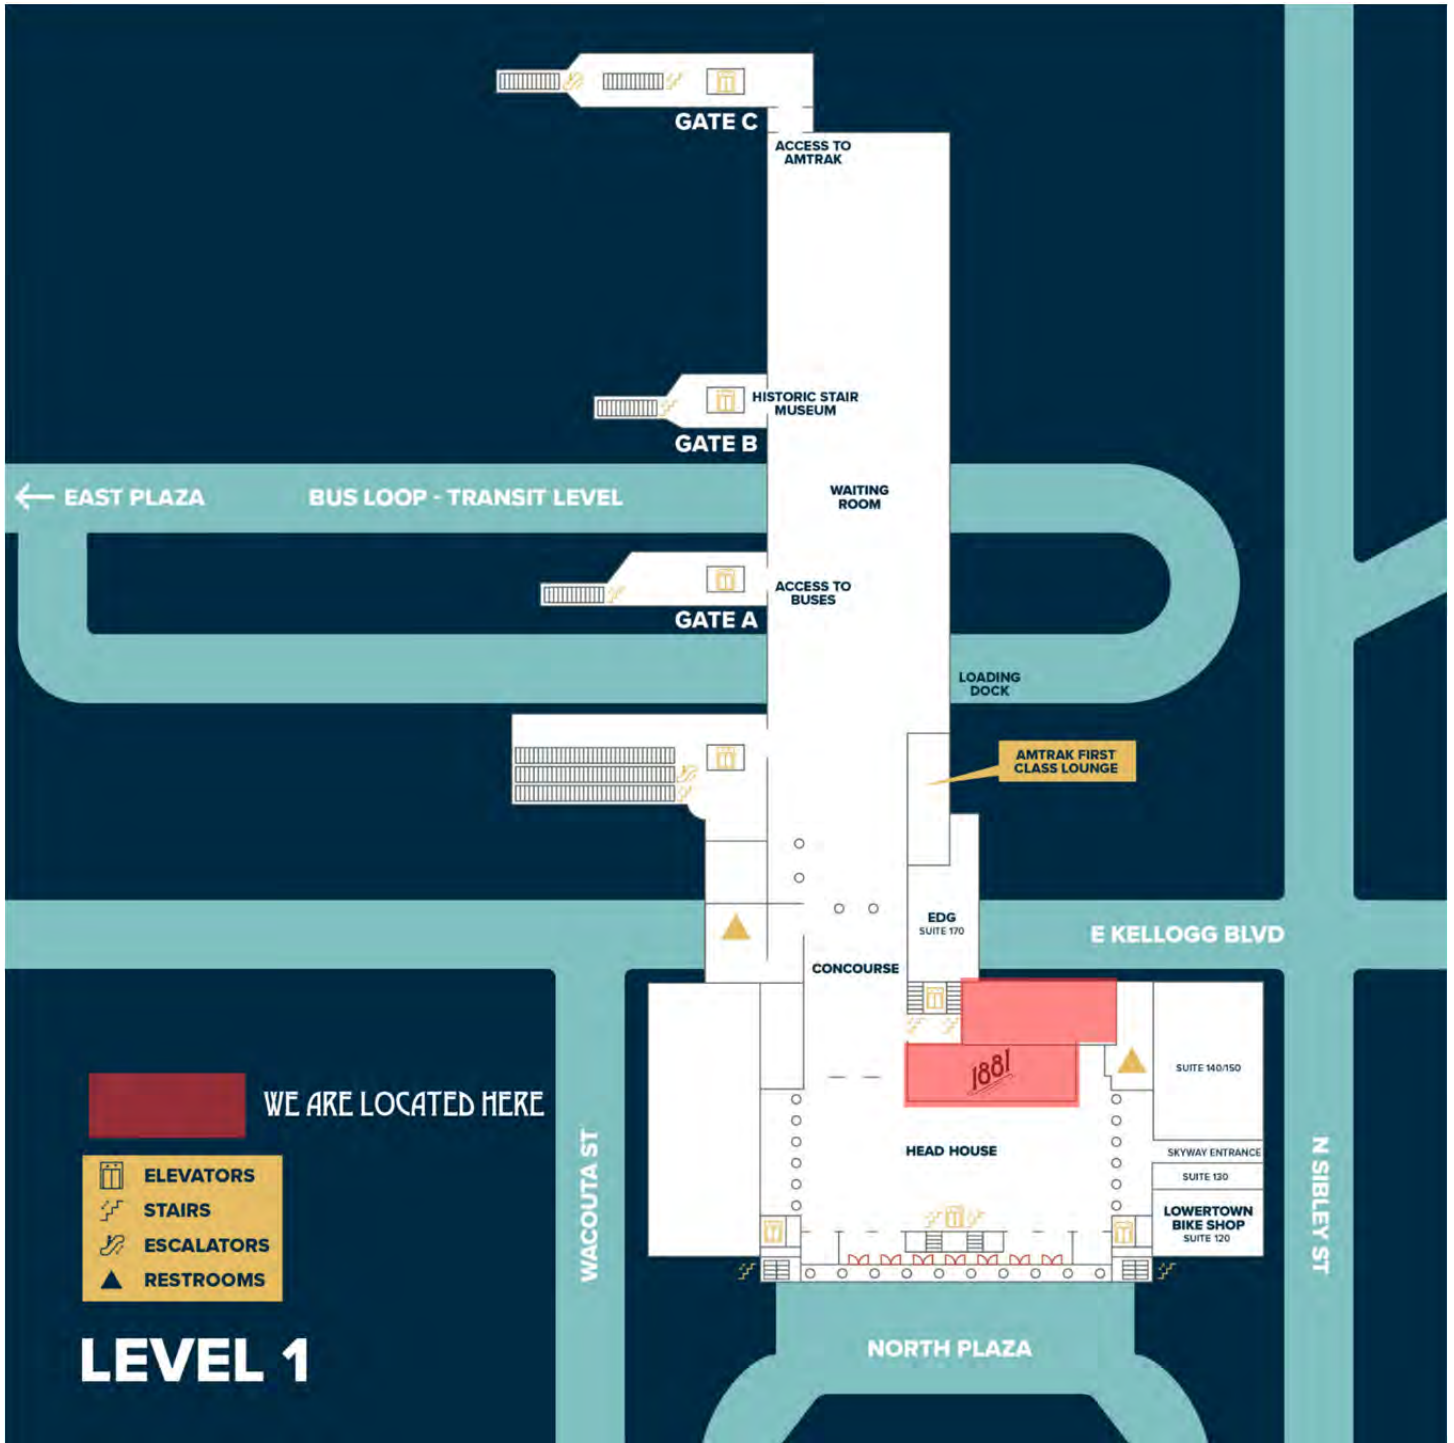 GATE C
ACCESS TO
AMTRAK
HISTORIC STAIR
MUSEUM
GATE B
← EAST PLAZA
BUS LOOP - TRANSIT LEVEL
WAITING
ROOM
ACCESS TO
BUSES
GATE A
LOADING
DOCK
AMTRAK FIRST
CLASS LOUNGE
EDG
SUITE 170
E KELLOGG BLVD
CONCOURSE
1881
SUITE 140/150
WE ARE LOCATED HERE
HEAD HOUSE
SKYWAY ENTRANCE
SUITE 130
LOWERTOWN
BIKE SHOP
SUITE 120
WACOUTA ST
N SIBLEY ST
ELEVATORS
STAIRS
ESCALATORS
RESTROOMS
NORTH PLAZA
LEVEL 1